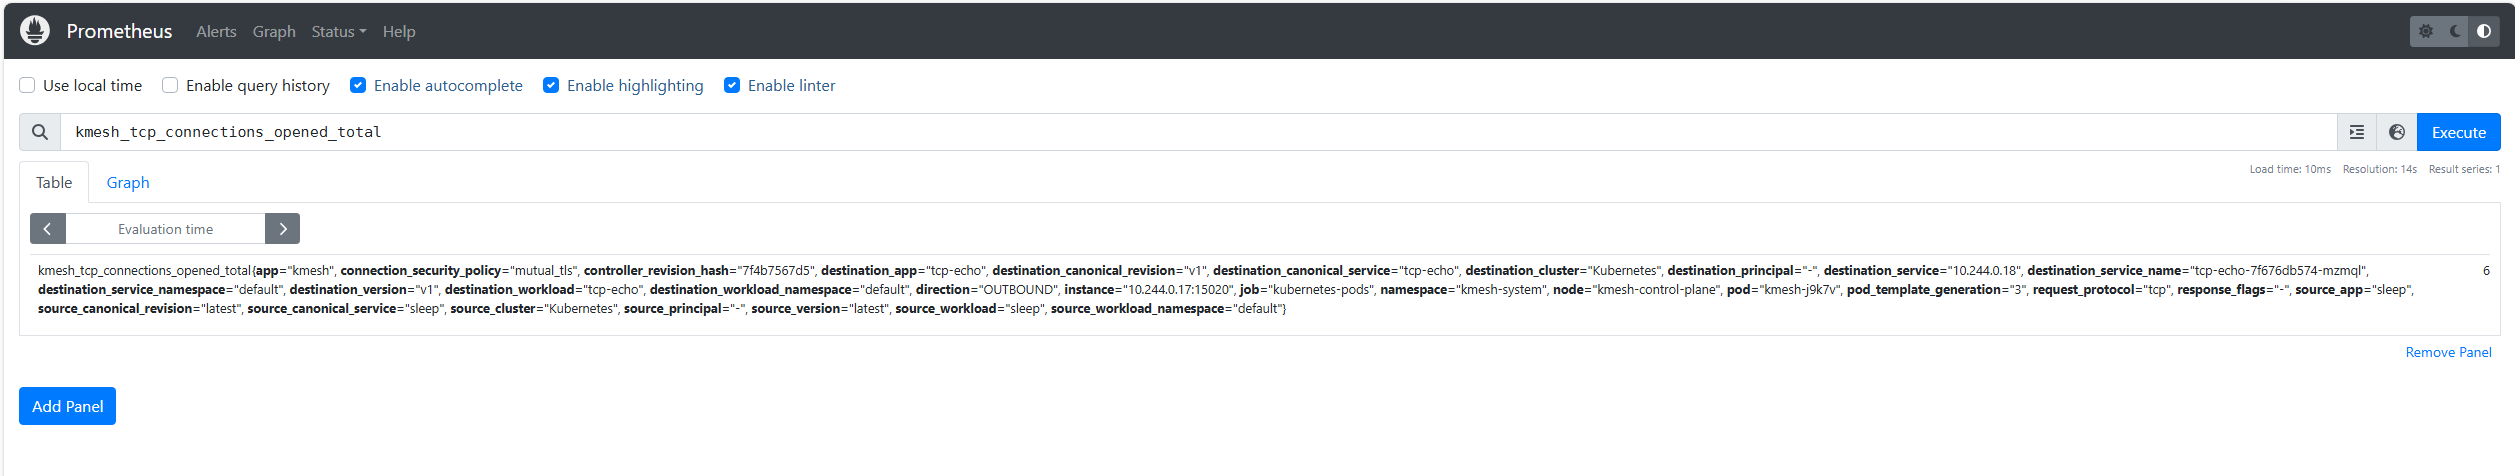 Prometheus Alerts Graph Status Help
Use local time Enable query history Enable autocomplete Enable highlighting Enable linter
kmesh_tcp_connections_opened_total Execute
Table Graph Load time: 10ms Resolution: 14s Result series: 1
Evaluation time
kmesh_tcp_connections_opened_total{app="kmesh", connection_security_policy="mutual_tls", controller_revision_hash="7f4b7567d5", destination_app="tcp-echo", destination_canonical_revision="v1", destination_canonical_service="tcp-echo", destination_cluster="Kubernetes", destination_principal="-", destination_service="10.244.0.18", destination_service_name="tcp-echo-7f676db574-mzmql", 6
destination_service_namespace="default", destination_version="v1", destination_workload="tcp-echo", destination_workload_namespace="default", direction="OUTBOUND", instance="10.244.0.17:15020", job="kubernetes-pods", namespace="kmesh-system", node="kmesh-control-plane", pod="kmesh-j9k7v", pod_template_generation="3", request_protocol="tcp", response_flags="-", source_app="sleep",
source_canonical_revision="latest", source_canonical_service="sleep", source_cluster="Kubernetes", source_principal="-", source_version="latest", source_workload="sleep", source_workload_namespace="default"}
Remove Panel
Add Panel